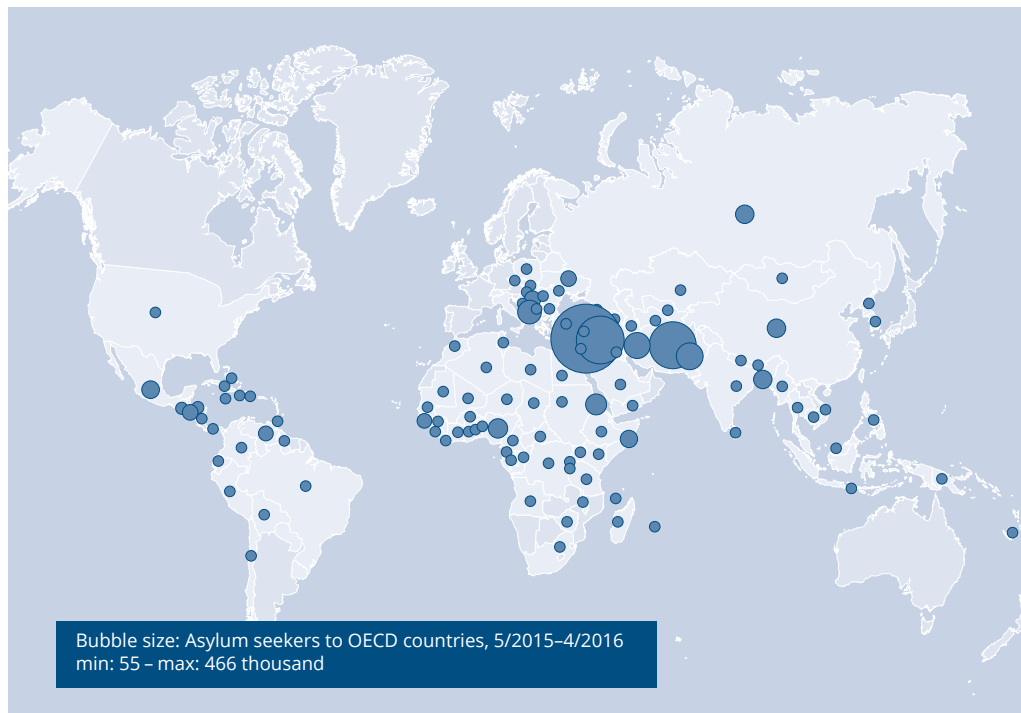 Bubble size: Asylum seekers to OECD countries, 5/2015–4/2016
min: 55 – max: 466 thousand